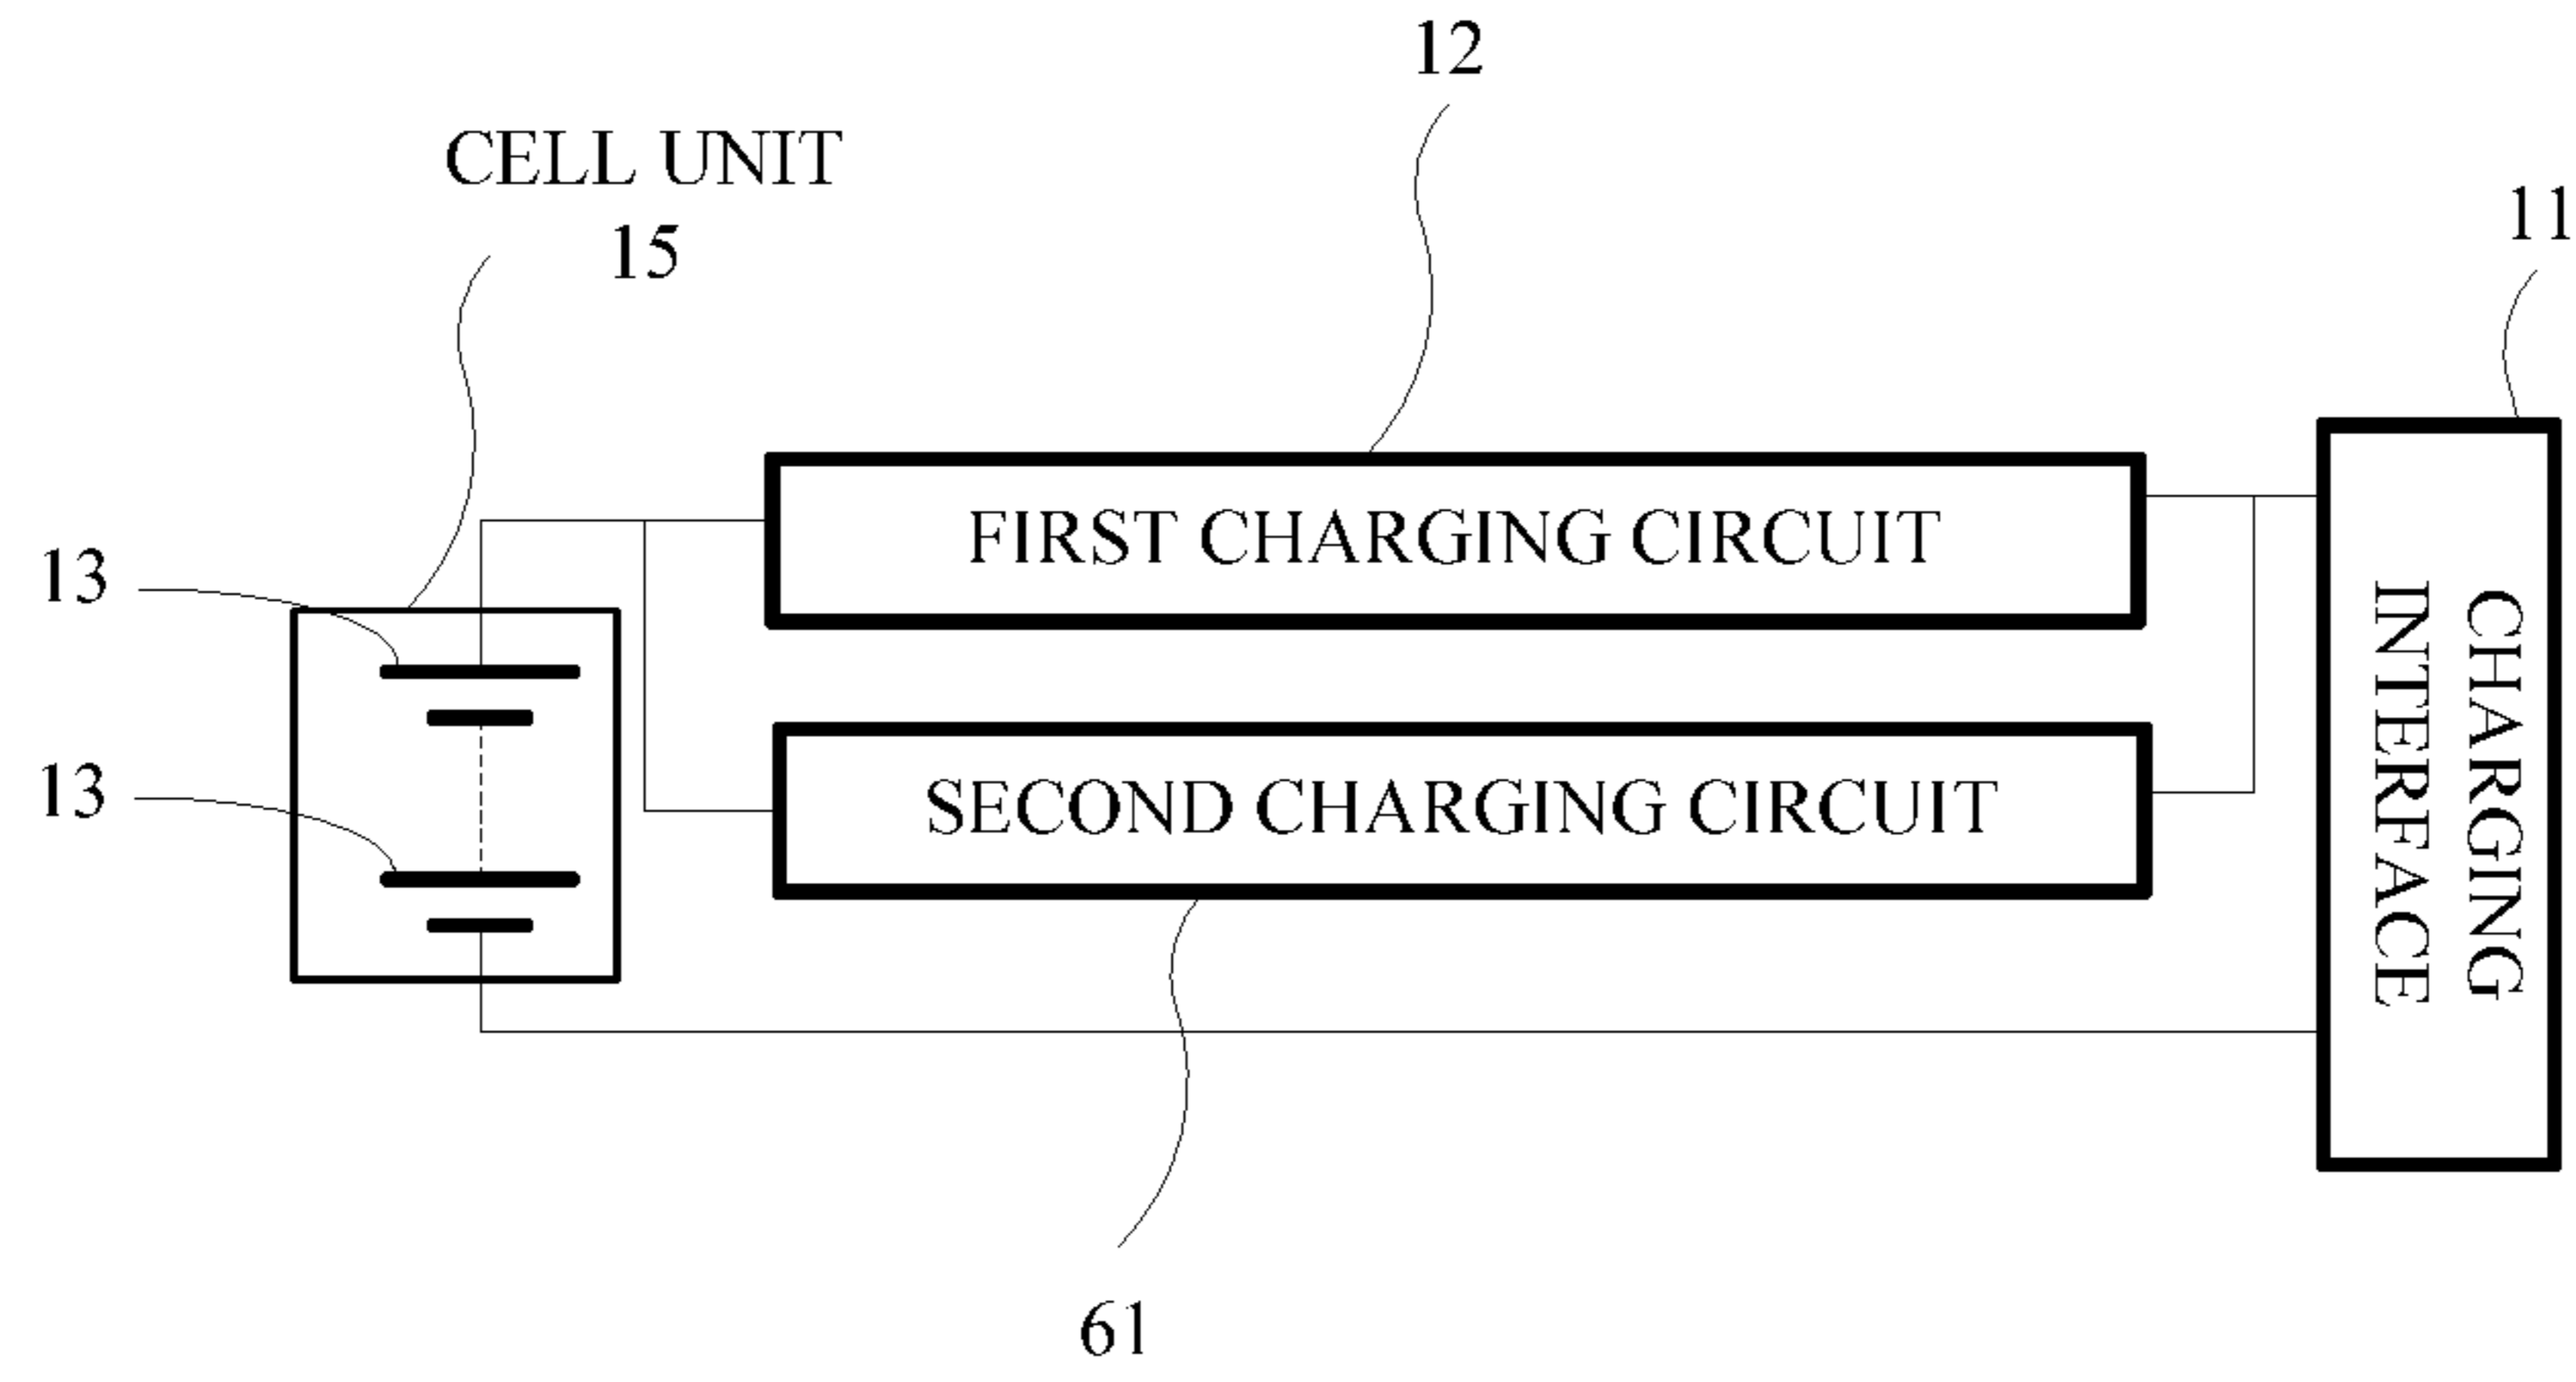 12
CELL UNIT
15
11
FIRST CHARGING CIRCUIT
13
CHARGING
INTERFACE
13
SECOND CHARGING CIRCUIT
61